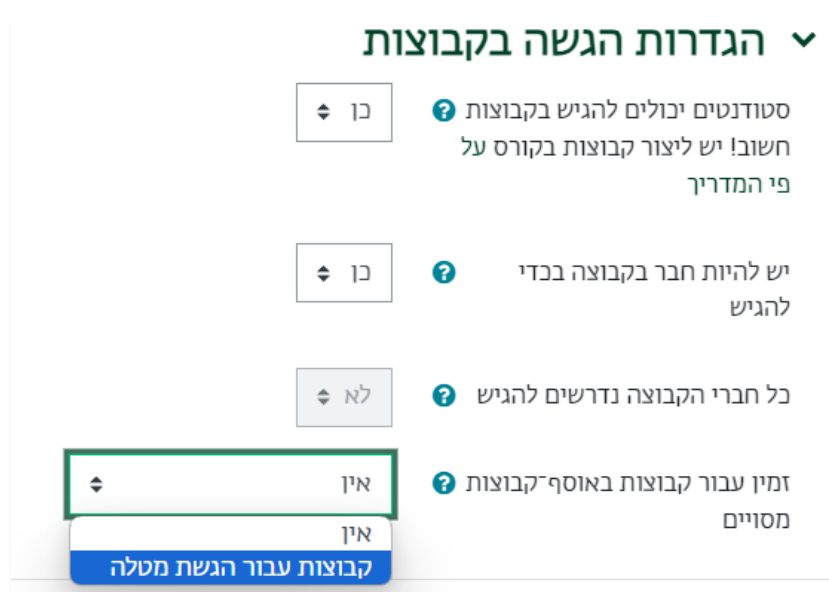 הגדרות הגשה בקבוצות
סטודנטים יכולים להגיש בקבוצות
כן
חשוב! יש ליצור קבוצות בקורס על
פי המדריך
יש להיות חבר בקבוצה בכדי
כן
להגיש
כל חברי הקבוצה נדרשים להגיש
לא
זמין עבור קבוצות באוסף־קבוצות
אין
מסויים
אין
קבוצות עבור הגשת מטלה